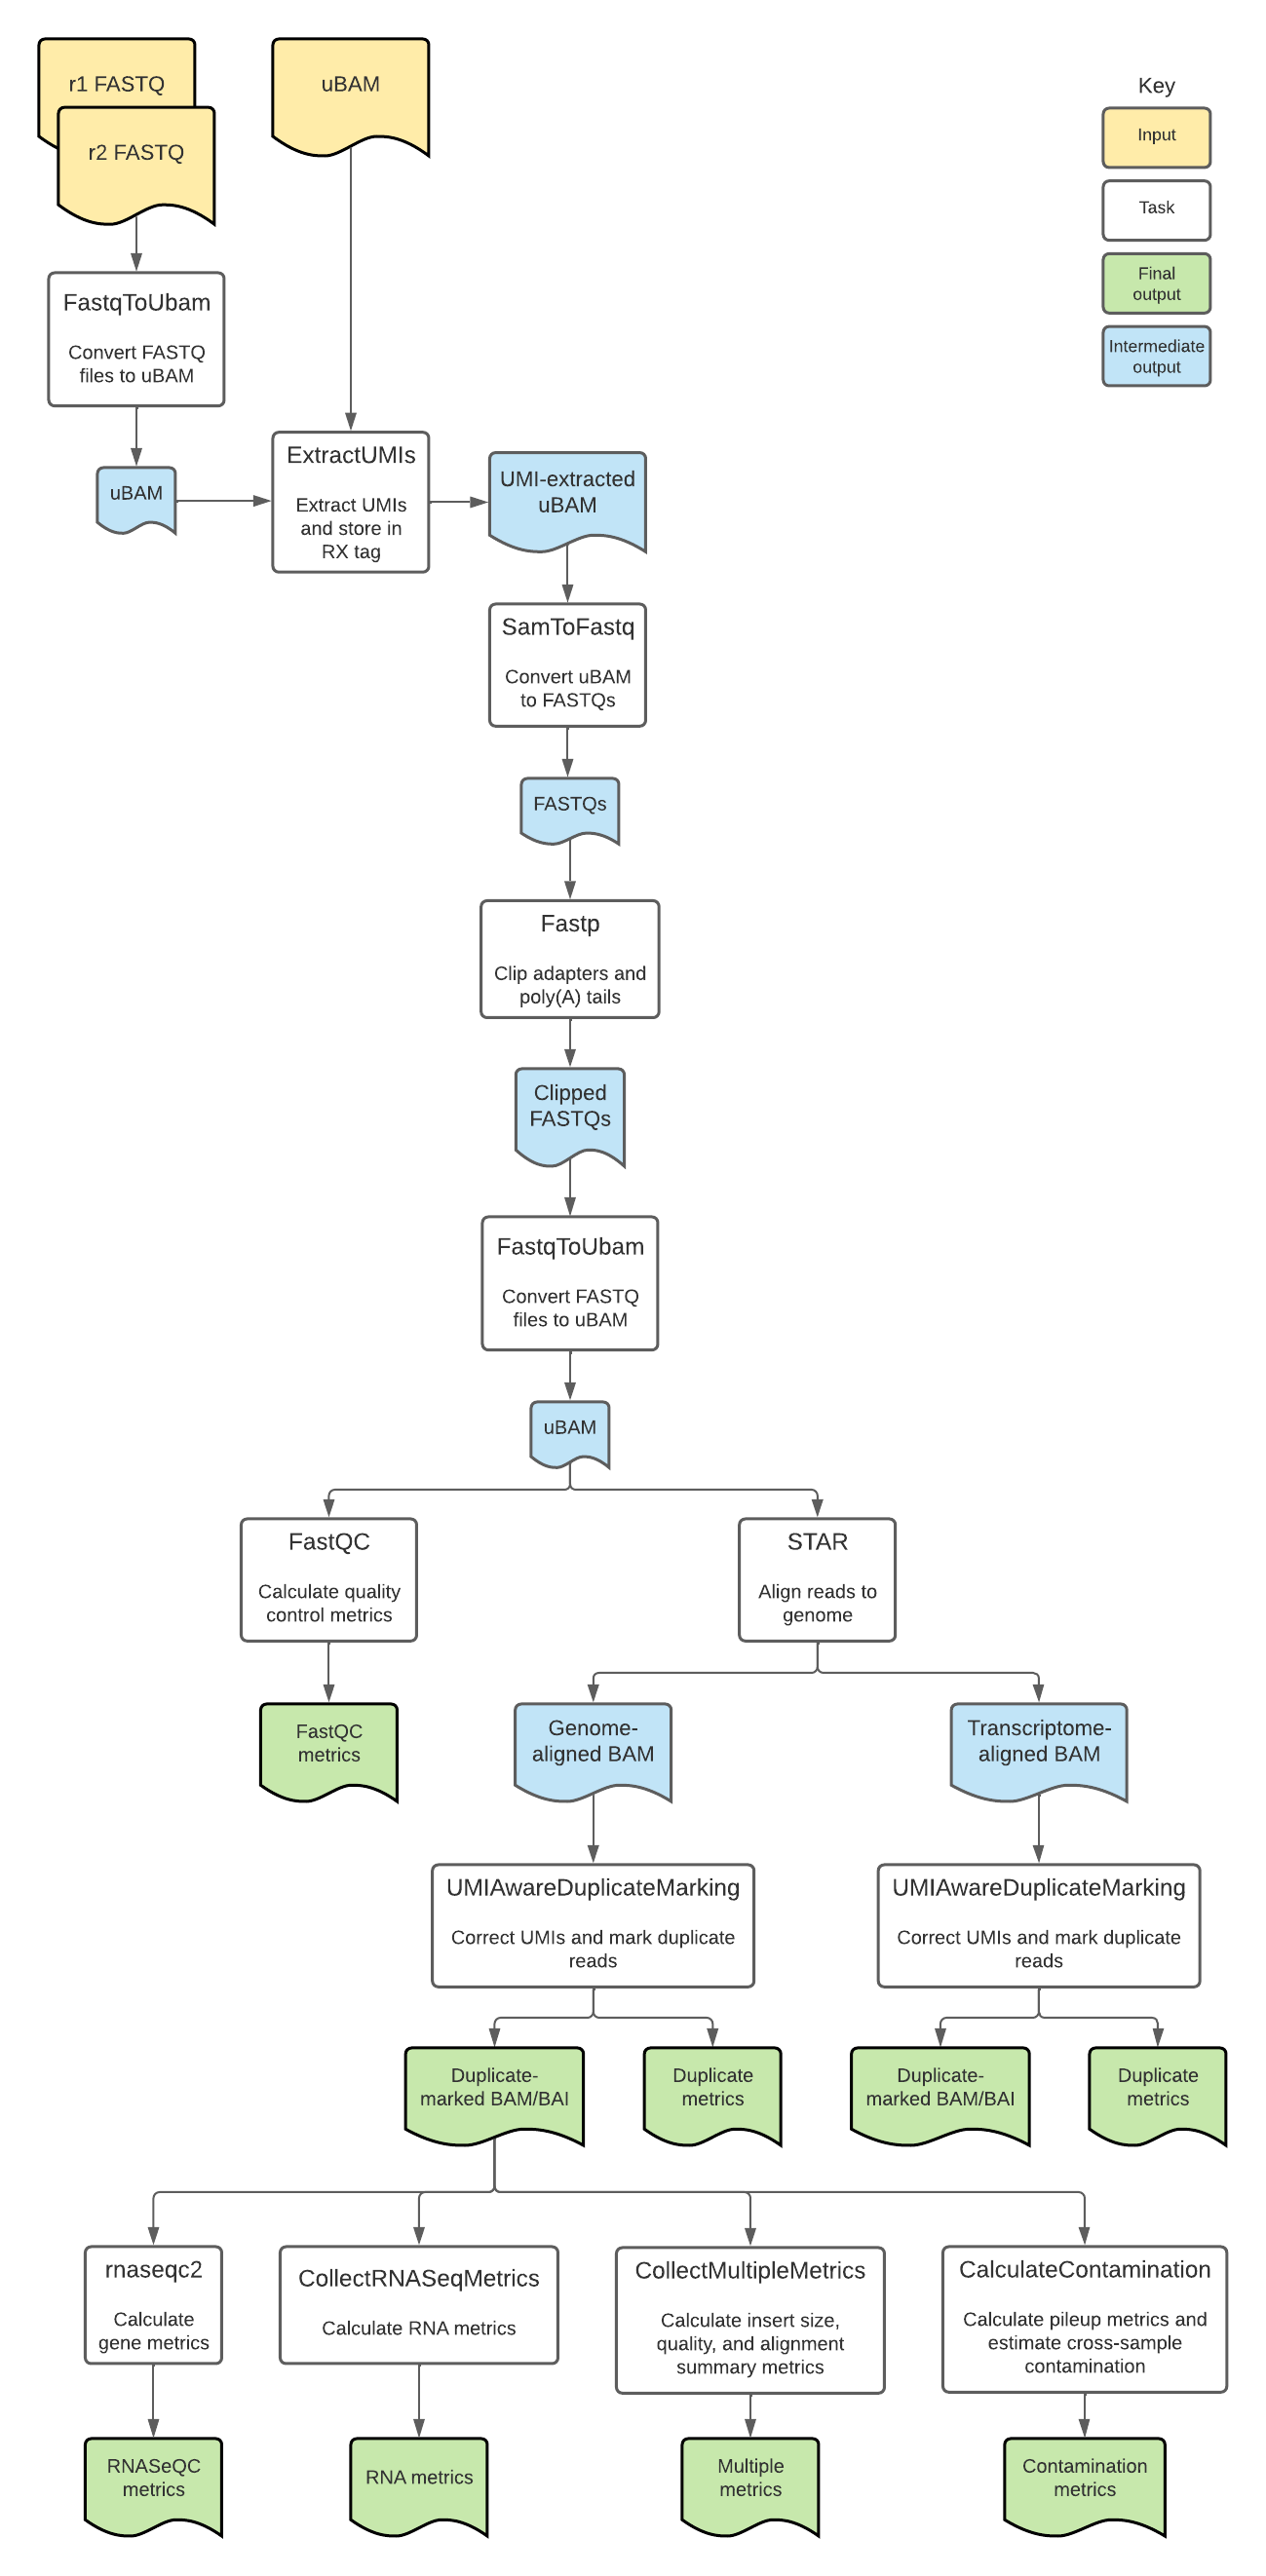 r1 FASTQ
r2 FASTQ
uBAM
Key
Input
Task
Final
output
Intermediate
output
FastqToUbam
Convert FASTQ
files to uBAM
uBAM
ExtractUMIs
Extract UMIs
and store in
RX tag
UMI-extracted
uBAM
SamToFastq
Convert uBAM
to FASTQs
FASTQs
Fastp
Clip adapters and
poly(A) tails
Clipped
FASTQs
FastqToUbam
Convert FASTQ
files to uBAM
uBAM
FastQC
Calculate quality
control metrics
STAR
Align reads to
genome
FastQC
metrics
Genome-
aligned BAM
Transcriptome-
aligned BAM
UMIAwareDuplicateMarking
Correct UMIs and mark duplicate
reads
UMIAwareDuplicateMarking
Correct UMIs and mark duplicate
reads
Duplicate-
marked BAM/BAI
Duplicate
metrics
Duplicate-
marked BAM/BAI
Duplicate
metrics
rnaseqc2
Calculate
gene metrics
CollectRNASeqMetrics
Calculate RNA metrics
CollectMultipleMetrics
Calculate insert size,
quality, and alignment
summary metrics
CalculateContamination
Calculate pileup metrics and
estimate cross-sample
contamination
RNASeQC
metrics
RNA metrics
Multiple
metrics
Contamination
metrics